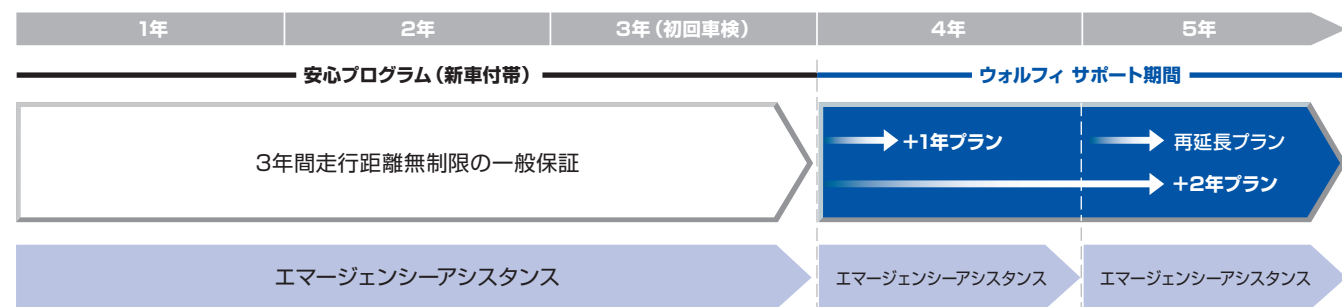 1年 2年 3年（初回車検） 4年 5年
安心プログラム（新車付帯） ウォルフィ サポート期間
+1年プラン 再延長プラン
3年間走行距離無制限の一般保証
+2年プラン
エマージェンシーアシスタンス エマージェンシーアシスタンス エマージェンシーアシスタンス